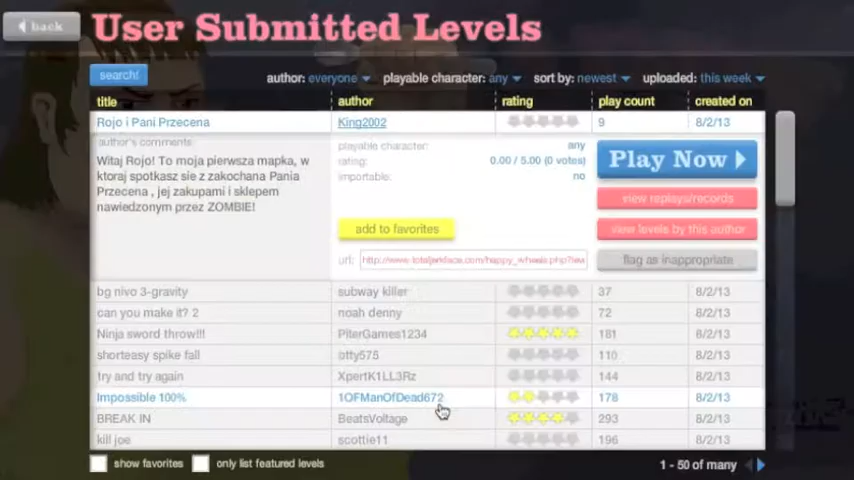 back
User Submitted Levels
search!
author: everyone playable character: any sort by: newest uploaded: this week
title author rating play count created on
Rojo i Pani Przecena King2002 9 8/2/13
author's comments
Witaj Rojo! To moja pierwsza mapka, w
ktoraj spotkasz sie z zakochana Pania
Przecena , jej zakupami i sklepem
nawiedzonym przez ZOMBIE!
playable character: any
rating: 0.00 / 5.00 (0 votes)
importable: no
add to favorites
url: http://www.totaljerkface.com/happy_wheels.php?lev
Play Now
view replays/records
view levels by this author
flag as inappropriate
bg nivo 3-gravity subway killer 37 8/2/13
can you make it? 2 noah denny 72 8/2/13
Ninja sword throw!!! PiterGames1234 181 8/2/13
shorteasy spike fall otty575 110 8/2/13
try and try again XpertK1LL3Rz 144 8/2/13
Impossible 100% 1OFManOfDead672 178 8/2/13
BREAK IN BeatsVoltage 293 8/2/13
kill joe scottie11 196 8/2/13
show favorites only list featured levels 1 - 50 of many